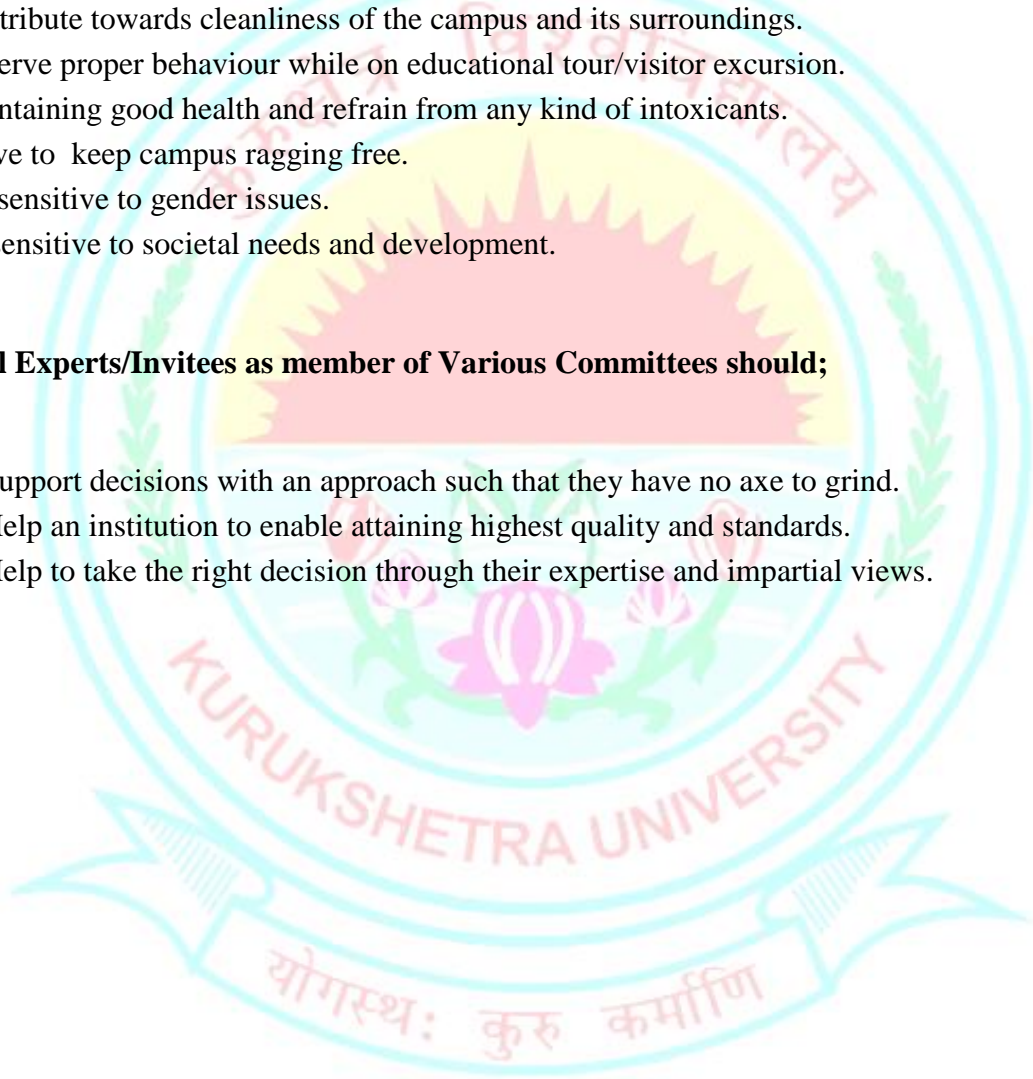 tribute towards cleanliness of the campus and its surroundings.
erve proper behaviour while on educational tour/visitor excursion.
ntaining good health and refrain from any kind of intoxicants.
ve to keep campus ragging free.
sensitive to gender issues.
ensitive to societal needs and development.
l Experts/Invitees as member of Various Committees should;
upport decisions with an approach such that they have no axe to grind.
Help an institution to enable attaining highest quality and standards.
Help to take the right decision through their expertise and impartial views.
कुरुक्षेत्र विश्वविद्यालय
KURUKSHETRA UNIVERSITY
योगस्थ: कुरु कर्माणि